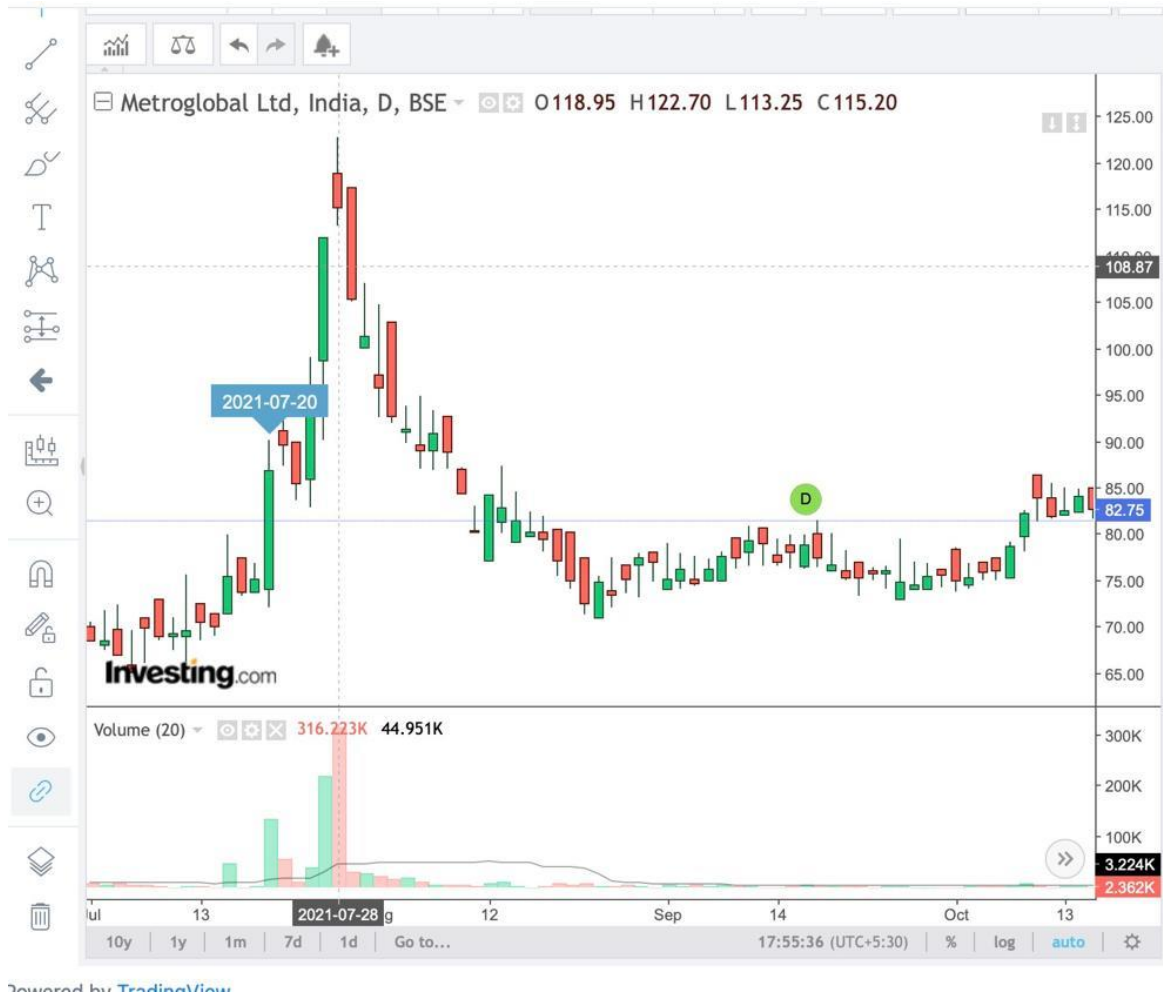 Metroglobal Ltd, India, D, BSE O118.95 H122.70 L113.25 C115.20
125.00
120.00
115.00
108.87
105.00
100.00
95.00
2021-07-20
90.00
85.00
D
82.75
80.00
75.00
70.00
65.00
Investing.com
Volume (20) 316.223K 44.951K
300K
200K
100K
3.224K
2.362K
13 2021-07-28 12 Sep 14 Oct 13
10y 1y 1m 7d 1d Go to... 17:55:36 (UTC+5:30) % log auto
Powered by TradingView